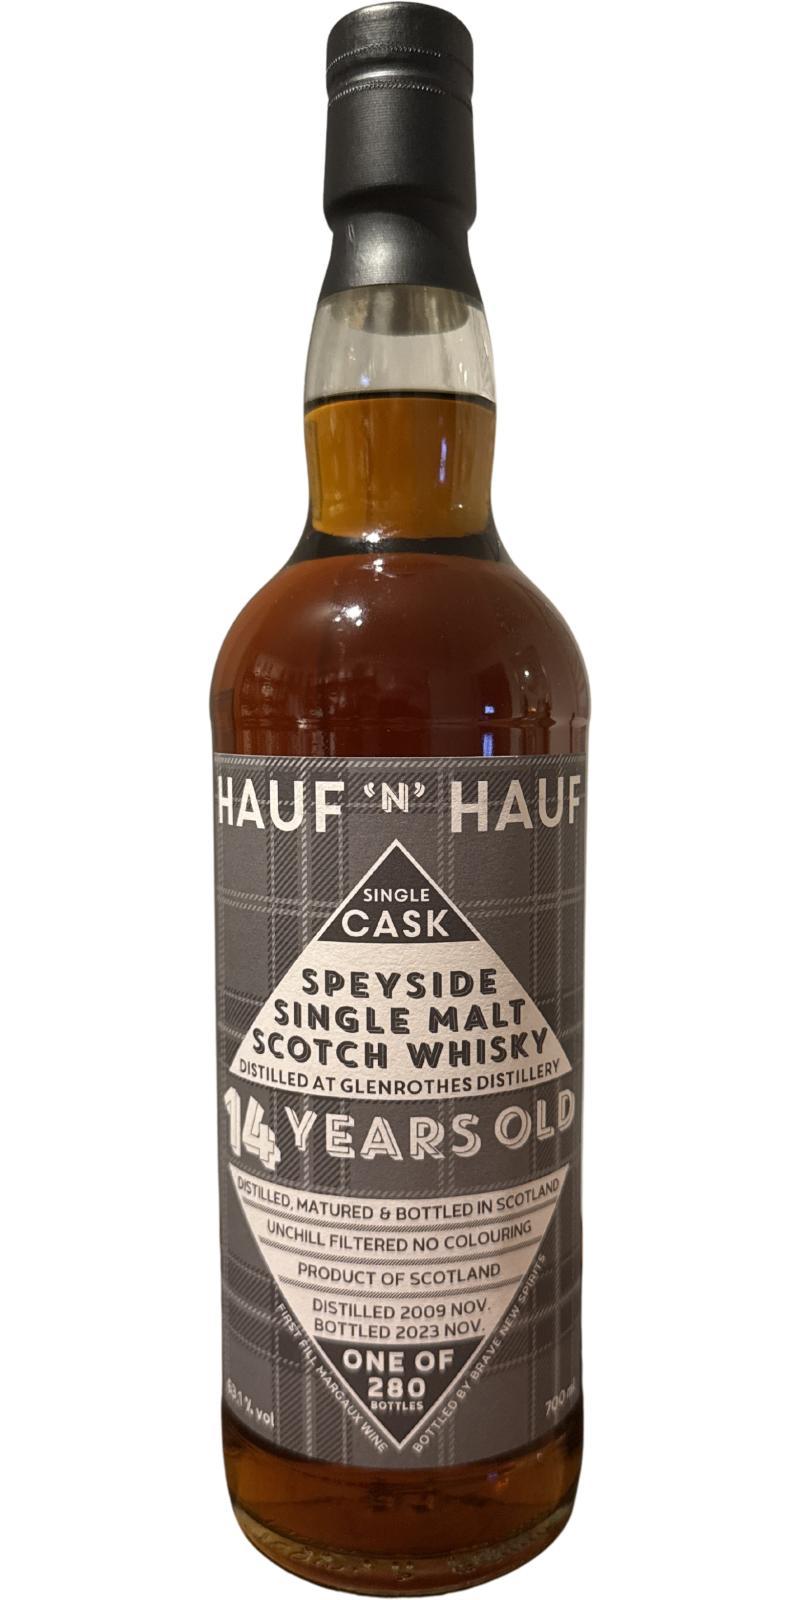 HAUF 'N' HAUF
SINGLE
CASK
SPEYSIDE
SINGLE MALT
SCOTCH WHISKY
DISTILLED AT GLENROTHES DISTILLERY
14 YEARS OLD
DISTILLED, MATURED & BOTTLED IN SCOTLAND
UNCHILL FILTERED NO COLOURING
PRODUCT OF SCOTLAND
DISTILLED 2009 NOV.
BOTTLED 2023 NOV.
ONE OF
280
BOTTLES
FIRST FILL MARGAUX WINE
BOTTLED BY BRAVE NEW SPIRITS
63.1 % vol
700 ml